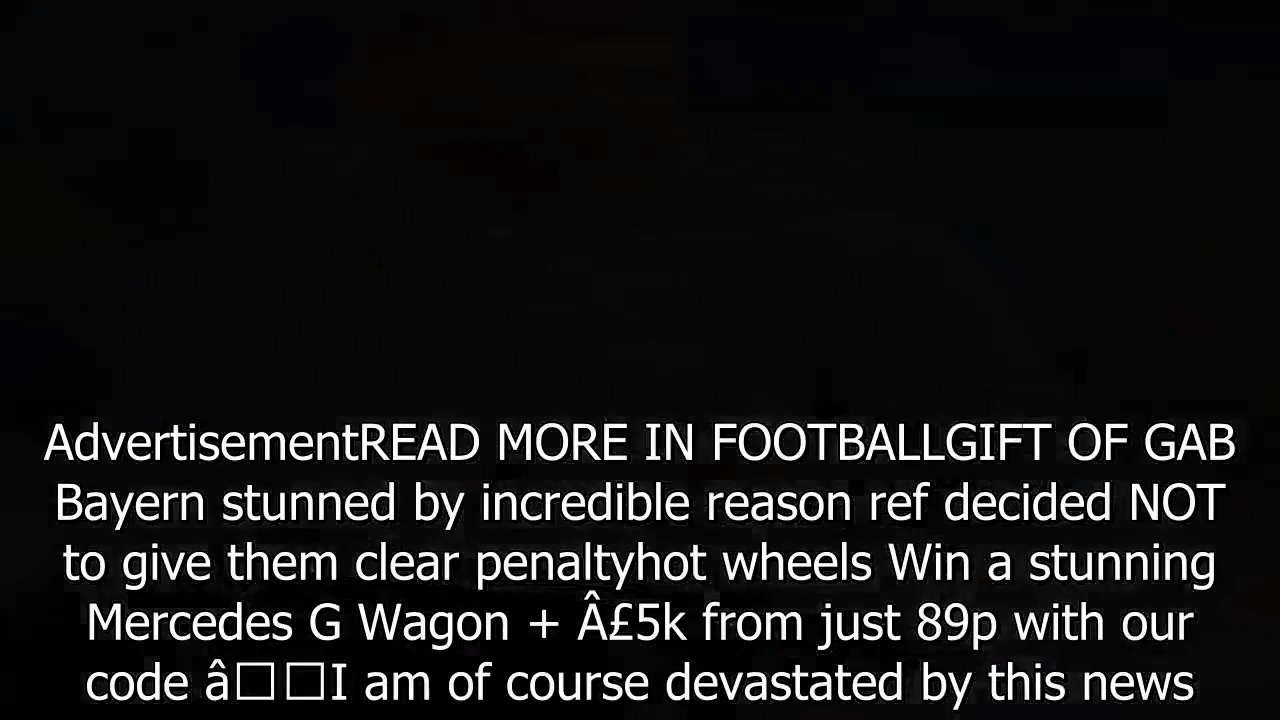 AdvertisementREAD MORE IN FOOTBALLGIFT OF GAB
Bayern stunned by incredible reason ref decided NOT
to give them clear penaltyhot wheels Win a stunning
Mercedes G Wagon + Â£5k from just 89p with our
code â□□I am of course devastated by this news